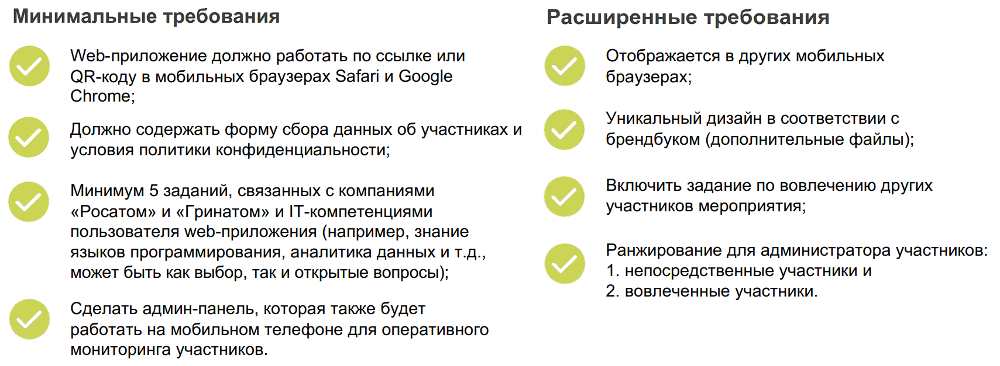 Минимальные требования
Web-приложение должно работать по ссылке или
QR-коду в мобильных браузерах Safari и Google
Chrome;
Должно содержать форму сбора данных об участниках и
условия политики конфиденциальности;
Минимум 5 заданий, связанных с компаниями
«Росатом» и «Гринатом» и IT-компетенциями
пользователя web-приложения (например, знание
языков программирования, аналитика данных и т.д.,
может быть как выбор, так и открытые вопросы);
Сделать админ-панель, которая также будет
работать на мобильном телефоне для оперативного
мониторинга участников.
Расширенные требования
Отображается в других мобильных
браузерах;
Уникальный дизайн в соответствии с
брендбуком (дополнительные файлы);
Включить задание по вовлечению других
участников мероприятия;
Ранжирование для администратора участников:
1. непосредственные участники и
2. вовлеченные участники.